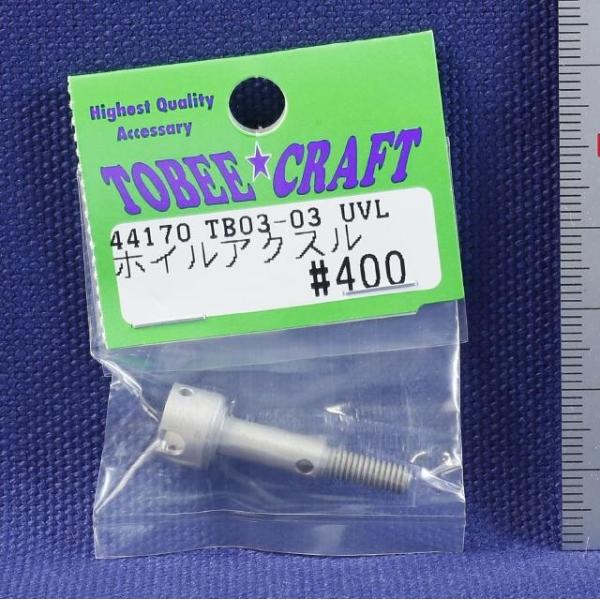 Highest Quality
Accessary
TOBEE★CRAFT
44170 TB03-03 UVL
ホイルアクスル
#400